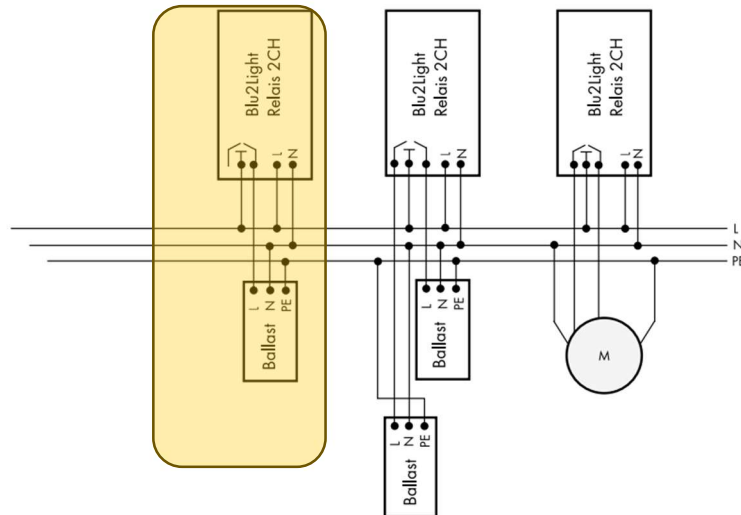 Blu2Light
Relais 2CH
Blu2Light
Relais 2CH
Blu2Light
Relais 2CH
L N
L N
L N
L
N
PE
L N PE
Ballast
L N PE
Ballast
M
L N PE
Ballast